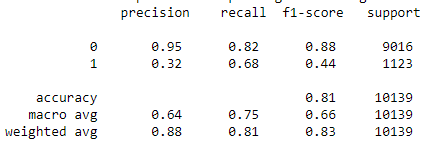 precision recall f1-score support
0 0.95 0.82 0.88 9016
1 0.32 0.68 0.44 1123
accuracy 0.81 10139
macro avg 0.64 0.75 0.66 10139
weighted avg 0.88 0.81 0.83 10139